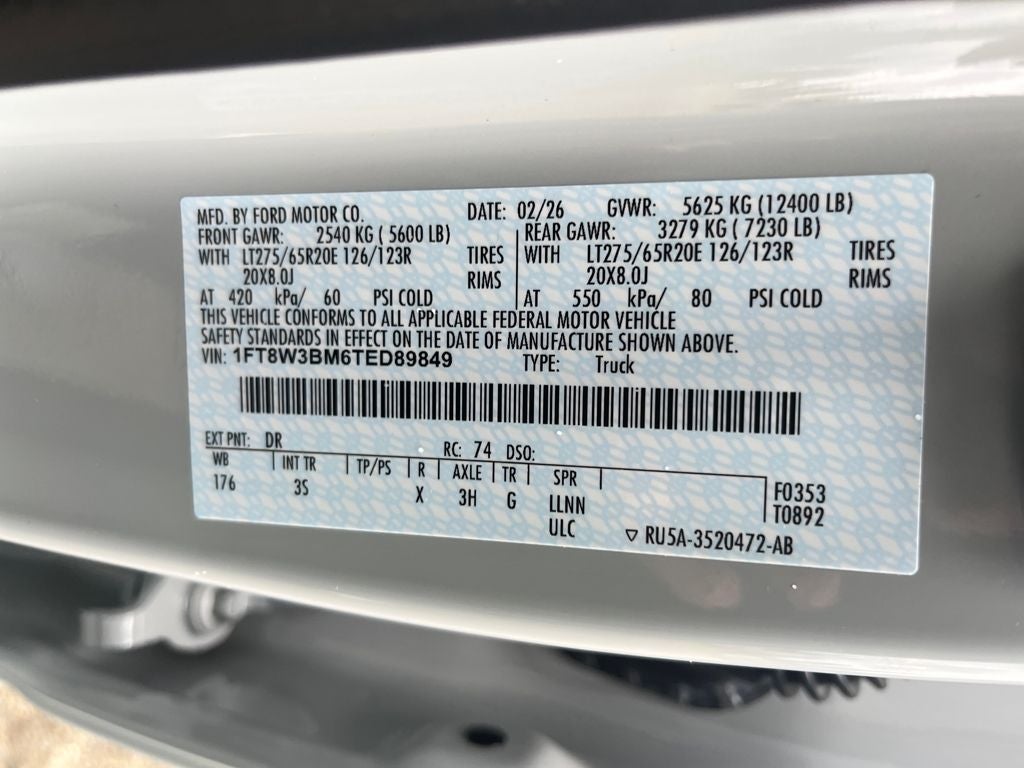 MFD. BY FORD MOTOR CO. DATE: 02/26 GVWR: 5625 KG (12400 LB)
FRONT GAWR: 2540 KG ( 5600 LB) REAR GAWR: 3279 KG ( 7230 LB)
WITH LT275/65R20E 126/123R TIRES WITH LT275/65R20E 126/123R TIRES
20X8.0J RIMS 20X8.0J RIMS
AT 420 kPa/ 60 PSI COLD AT 550 kPa/ 80 PSI COLD
THIS VEHICLE CONFORMS TO ALL APPLICABLE FEDERAL MOTOR VEHICLE
SAFETY STANDARDS IN EFFECT ON THE DATE OF MANUFACTURE SHOWN ABOVE.
VIN: 1FT8W3BM6TED89849 TYPE: Truck
EXT PNT: DR RC: 74 DSO:
WB INT TR TP/PS R AXLE TR SPR
176 3S X 3H G LLNN F0353
ULC T0892
▽ RU5A-3520472-AB